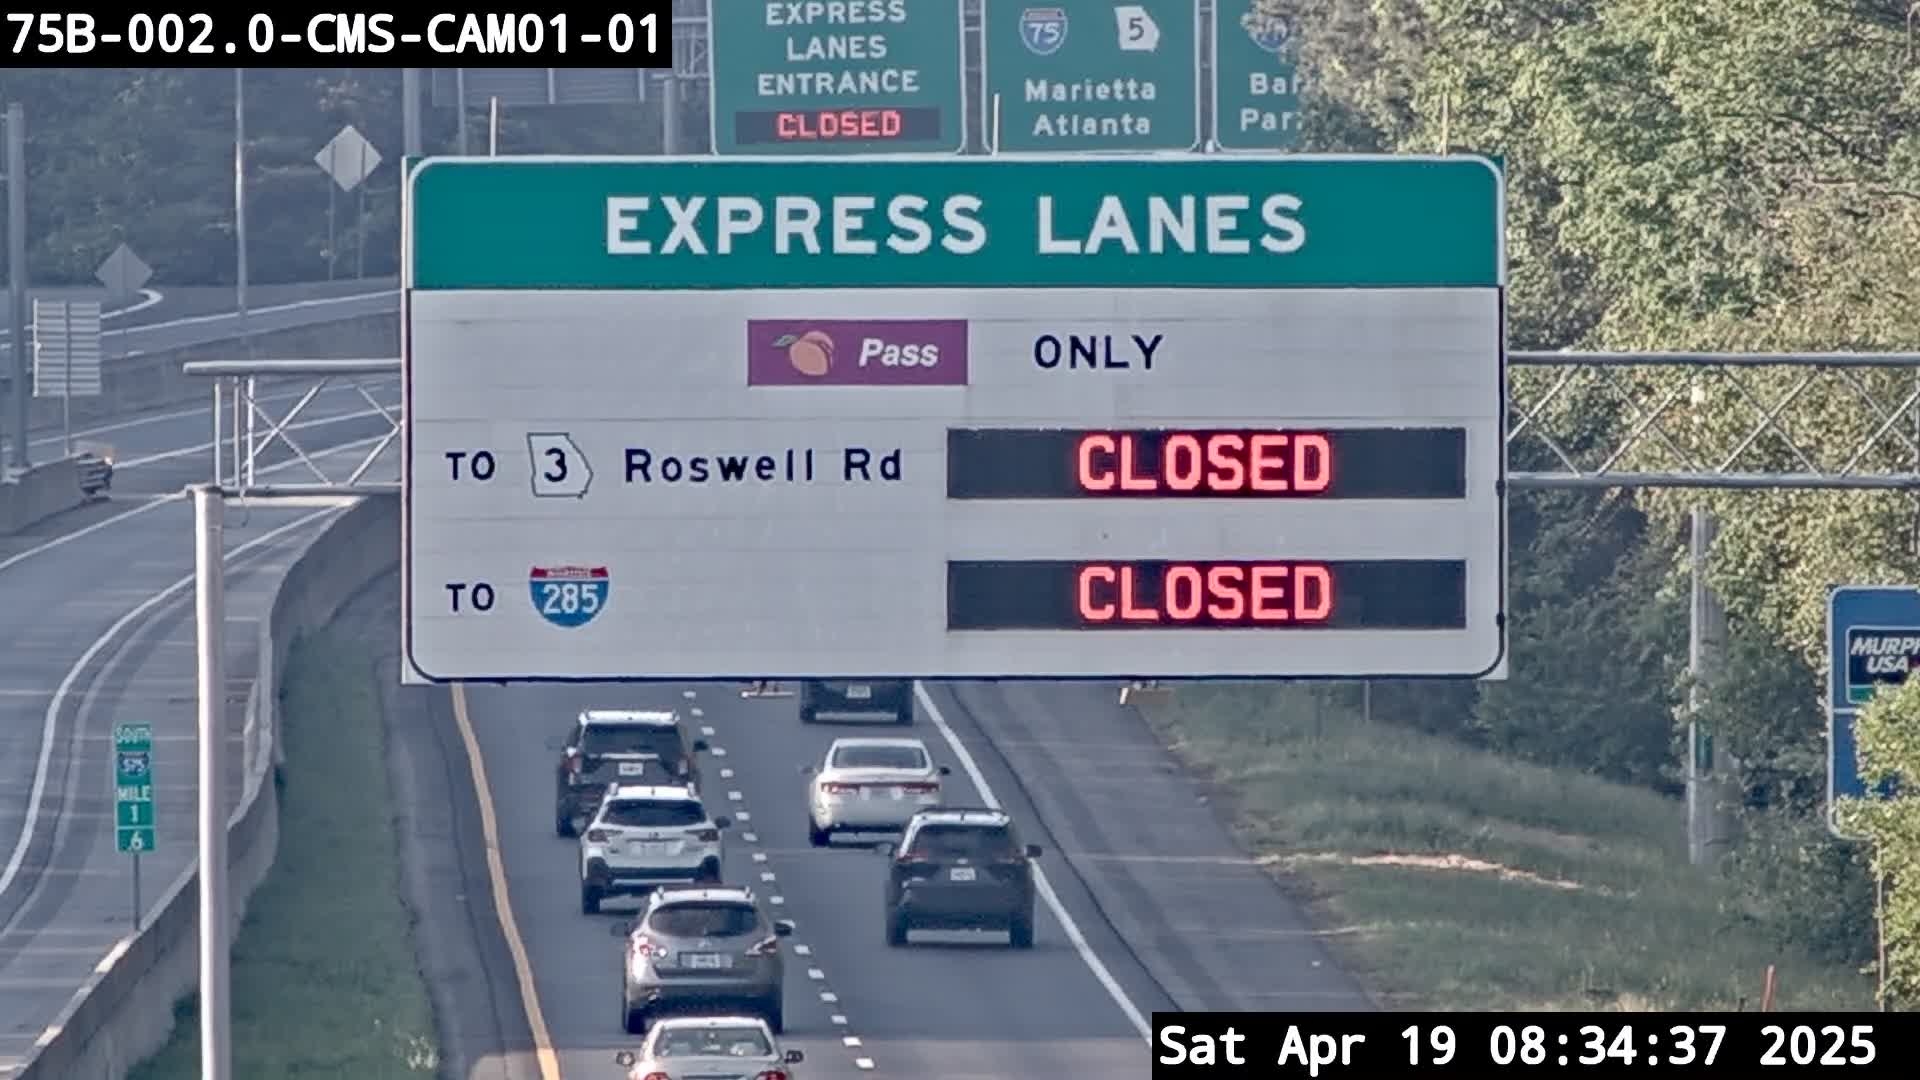 75B-002.0-CMS-CAM01-01
EXPRESS
LANES
ENTRANCE
CLOSED
75 5
Marietta
Atlanta
EXPRESS LANES
Pass ONLY
TO 3 Roswell Rd CLOSED
TO 285 CLOSED
SOUTH
575
MILE
1
.6
MURP
USA
Sat Apr 19 08:34:37 2025